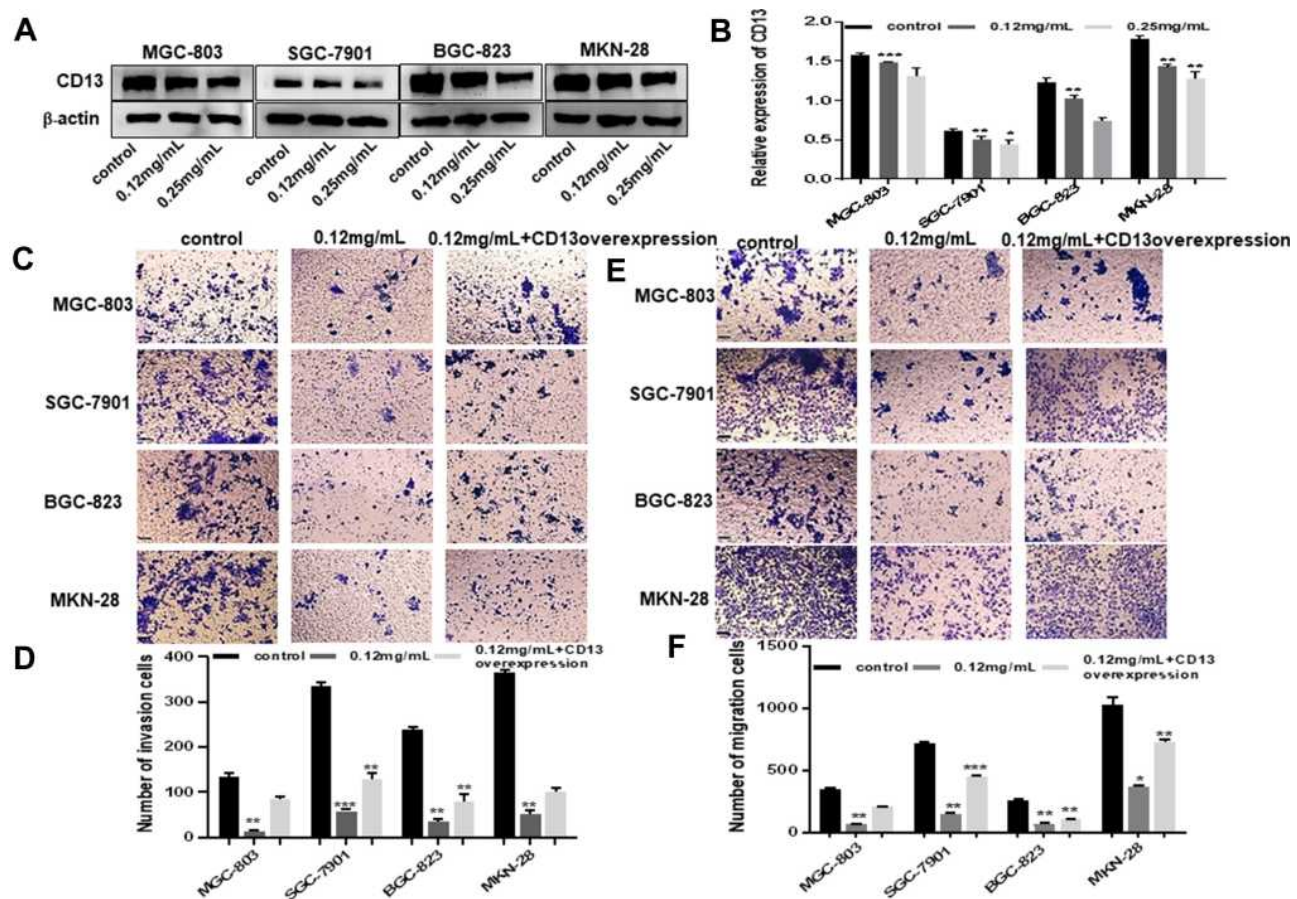 A
MGC-803 SGC-7901 BGC-823 MKN-28
CD13
β-actin
control 0.12mg/mL 0.25mg/mL control 0.12mg/mL 0.25mg/mL control 0.12mg/mL 0.25mg/mL control 0.12mg/mL 0.25mg/mL
B
control 0.12mg/mL 0.25mg/mL
Relative expression of CD13
2.0
1.5
1.0
0.5
0.0
*** ** * ** ** **
MGC-803 SGC-7901 BGC-823 MKN-28
C
control 0.12mg/mL 0.12mg/mL+CD13overexpression
MGC-803
SGC-7901
BGC-823
MKN-28
E
control 0.12mg/mL 0.12mg/mL+CD13overexpression
MGC-803
SGC-7901
BGC-823
MKN-28
D
control 0.12mg/mL 0.12mg/mL+CD13
overexpression
Number of invasion cells
400
300
200
100
0
** *** ** ** ** **
MGC-803 SGC-7901 BGC-823 MKN-28
F
control 0.12mg/mL 0.12mg/mL+CD13
overexpression
Number of migration cells
1500
1000
500
0
** ** *** ** ** * **
MGC-803 SGC-7901 BGC-823 MKN-28